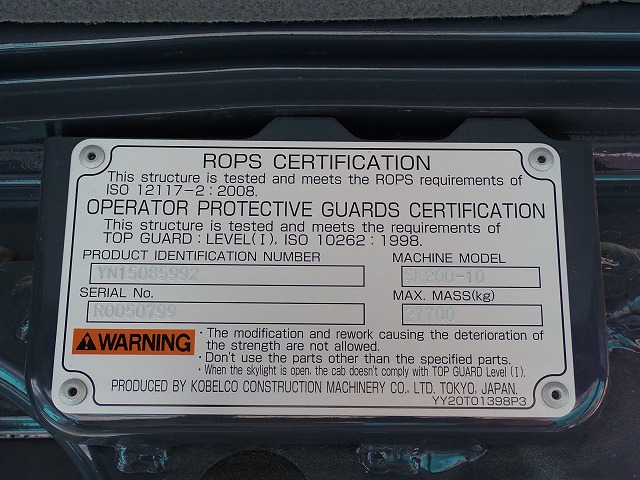 ROPS CERTIFICATION
This structure is tested and meets the ROPS requirements of
ISO 12117-2 : 2008.
OPERATOR PROTECTIVE GUARDS CERTIFICATION
This structure is tested and meets the requirements of
TOP GUARD : LEVEL(I), ISO 10262 : 1998.
PRODUCT IDENTIFICATION NUMBER
YN15085992
MACHINE MODEL
SK200-10
SERIAL No.
R0050799
MAX. MASS(kg)
27700
WARNING
・The modification and rework causing the deterioration of
the strength are not allowed.
・Don't use the parts other than the specified parts.
・When the skylight is open, the cab doesn't comply with TOP GUARD Level (I).
PRODUCED BY KOBELCO CONSTRUCTION MACHINERY CO., LTD. TOKYO, JAPAN.
YY20T01398P3